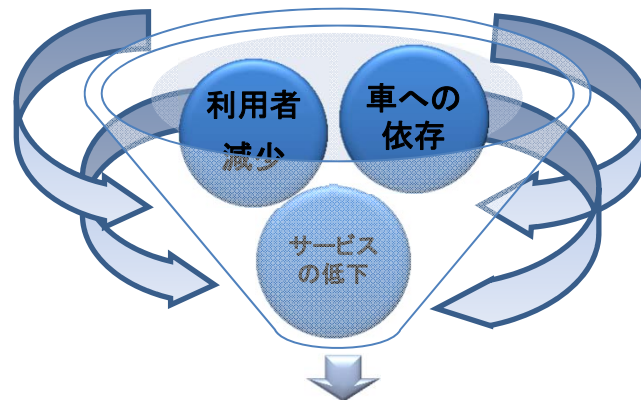 利用者
減少
車への
依存
サービス
の低下